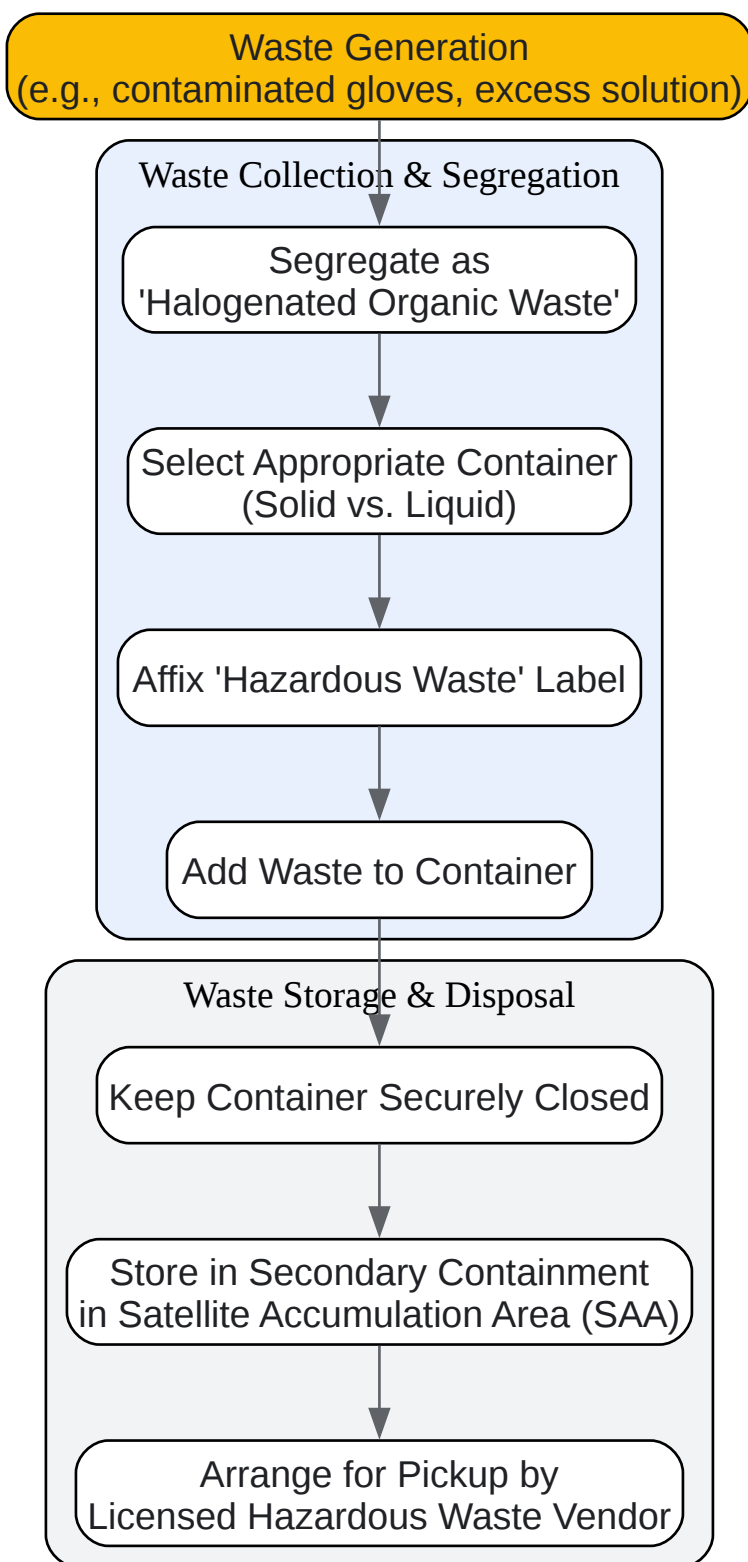 Waste Generation
(e.g., contaminated gloves, excess solution)
Waste Collection & Segregation
Segregate as
'Halogenated Organic Waste'
Select Appropriate Container
(Solid vs. Liquid)
Affix 'Hazardous Waste' Label
Add Waste to Container
Waste Storage & Disposal
Keep Container Securely Closed
Store in Secondary Containment
in Satellite Accumulation Area (SAA)
Arrange for Pickup by
Licensed Hazardous Waste Vendor